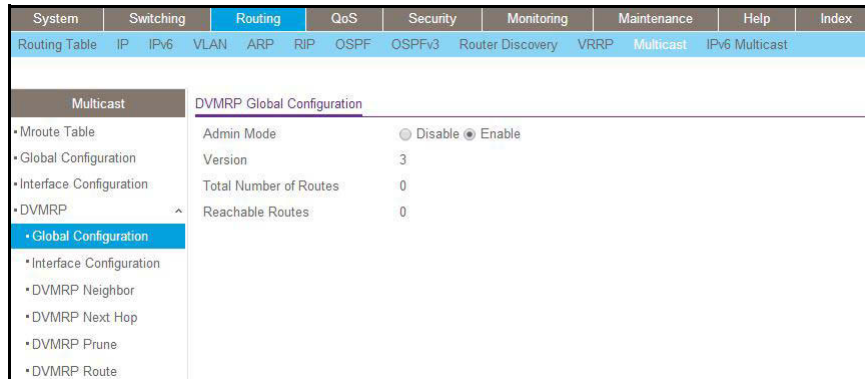 System Switching Routing QoS Security Monitoring Maintenance Help Index
Routing Table IP IPv6 VLAN ARP RIP OSPF OSPFv3 Router Discovery VRRP Multicast IPv6 Multicast
Multicast
Mroute Table
Global Configuration
Interface Configuration
DVMRP
Global Configuration
Interface Configuration
DVMRP Neighbor
DVMRP Next Hop
DVMRP Prune
DVMRP Route
DVMRP Global Configuration
Admin Mode Disable Enable
Version 3
Total Number of Routes 0
Reachable Routes 0